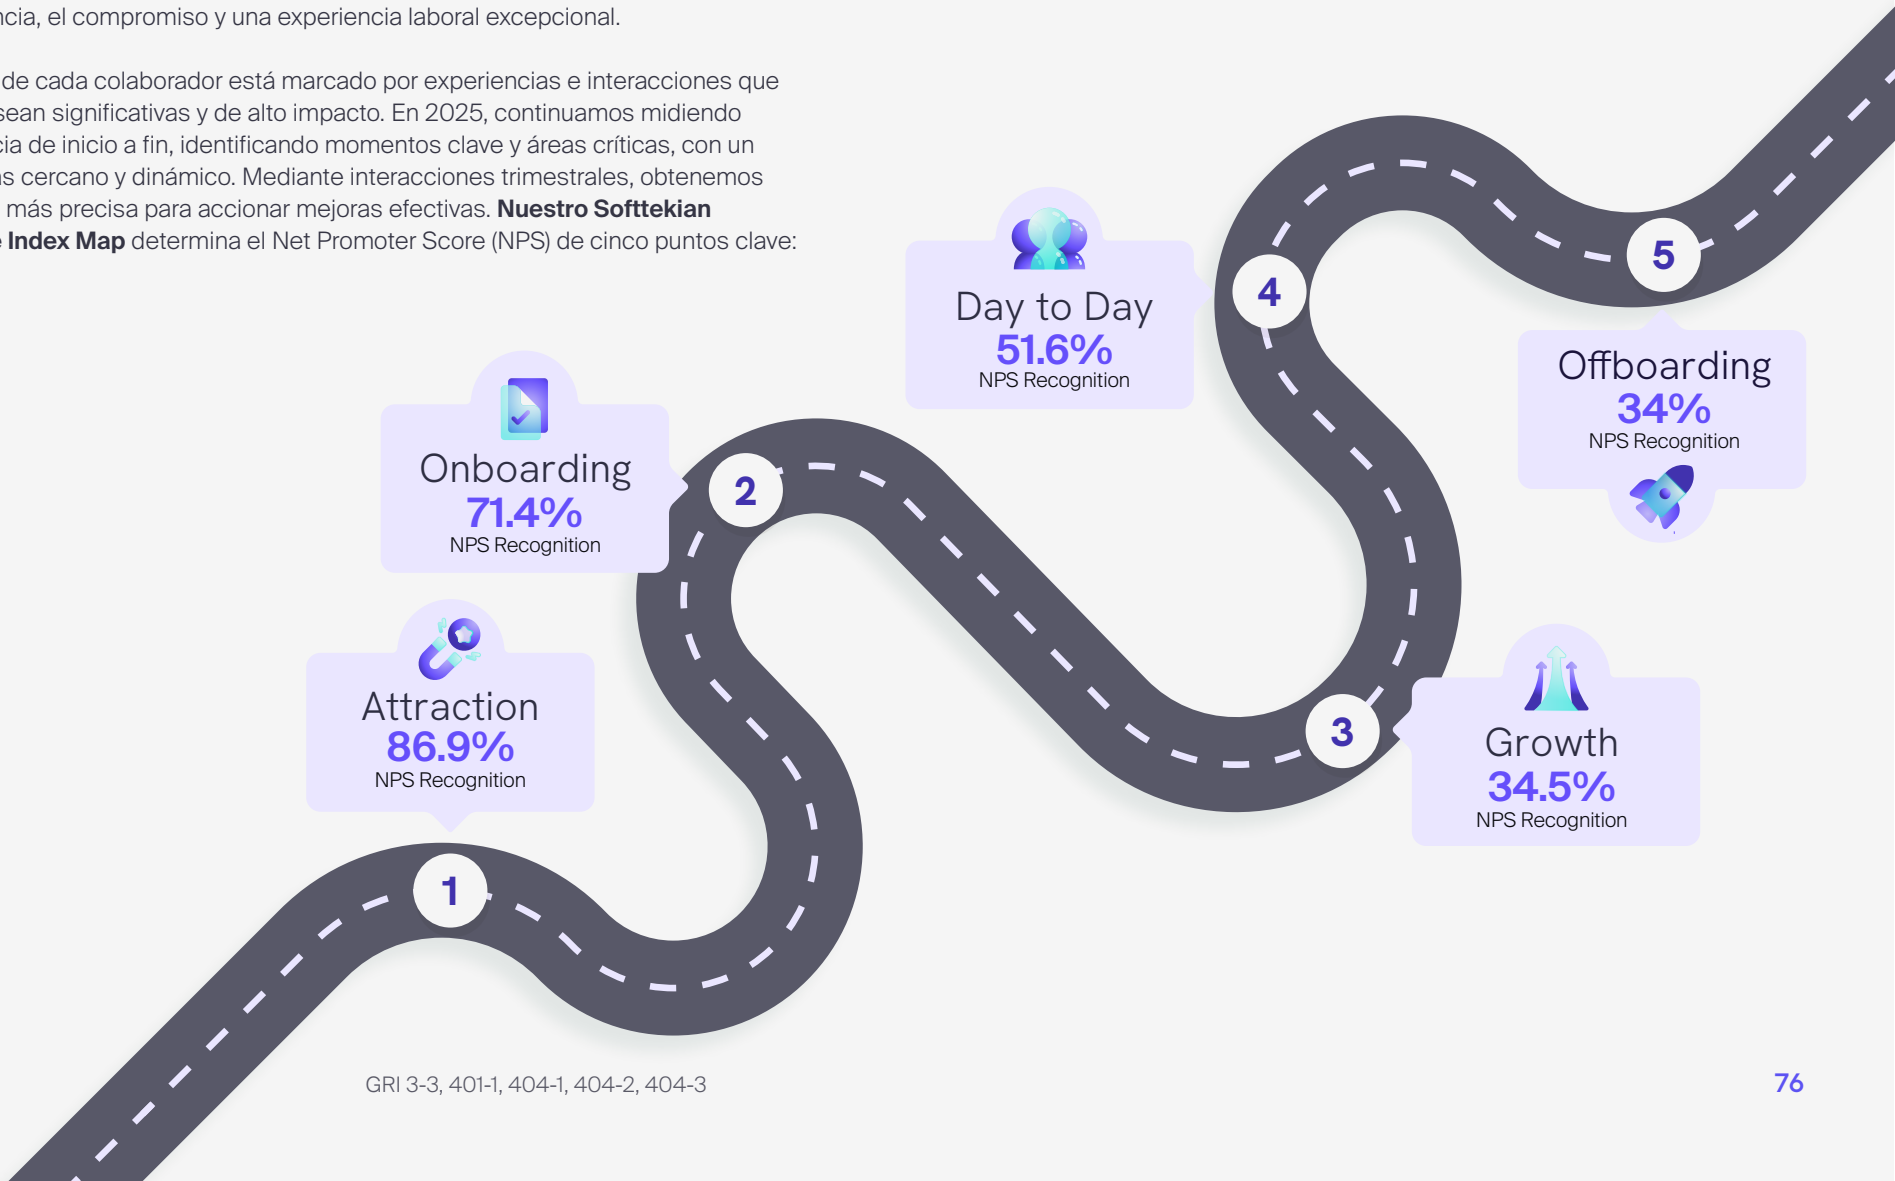 el compromiso y una experiencia laboral excepcional.
de cada colaborador está marcado por experiencias e interacciones que
sean significativas y de alto impacto. En 2025, continuamos midiendo
de inicio a fin, identificando momentos clave y áreas críticas, con un
cercano y dinámico. Mediante interacciones trimestrales, obtenemos
más precisa para accionar mejoras efectivas. Nuestro Softtekian
Index Map determina el Net Promoter Score (NPS) de cinco puntos clave:
1
Attraction
86.9%
NPS Recognition
2
Onboarding
71.4%
NPS Recognition
3
Growth
34.5%
NPS Recognition
4
Day to Day
51.6%
NPS Recognition
5
Offboarding
34%
NPS Recognition
GRI 3-3, 401-1, 404-1, 404-2, 404-3
76